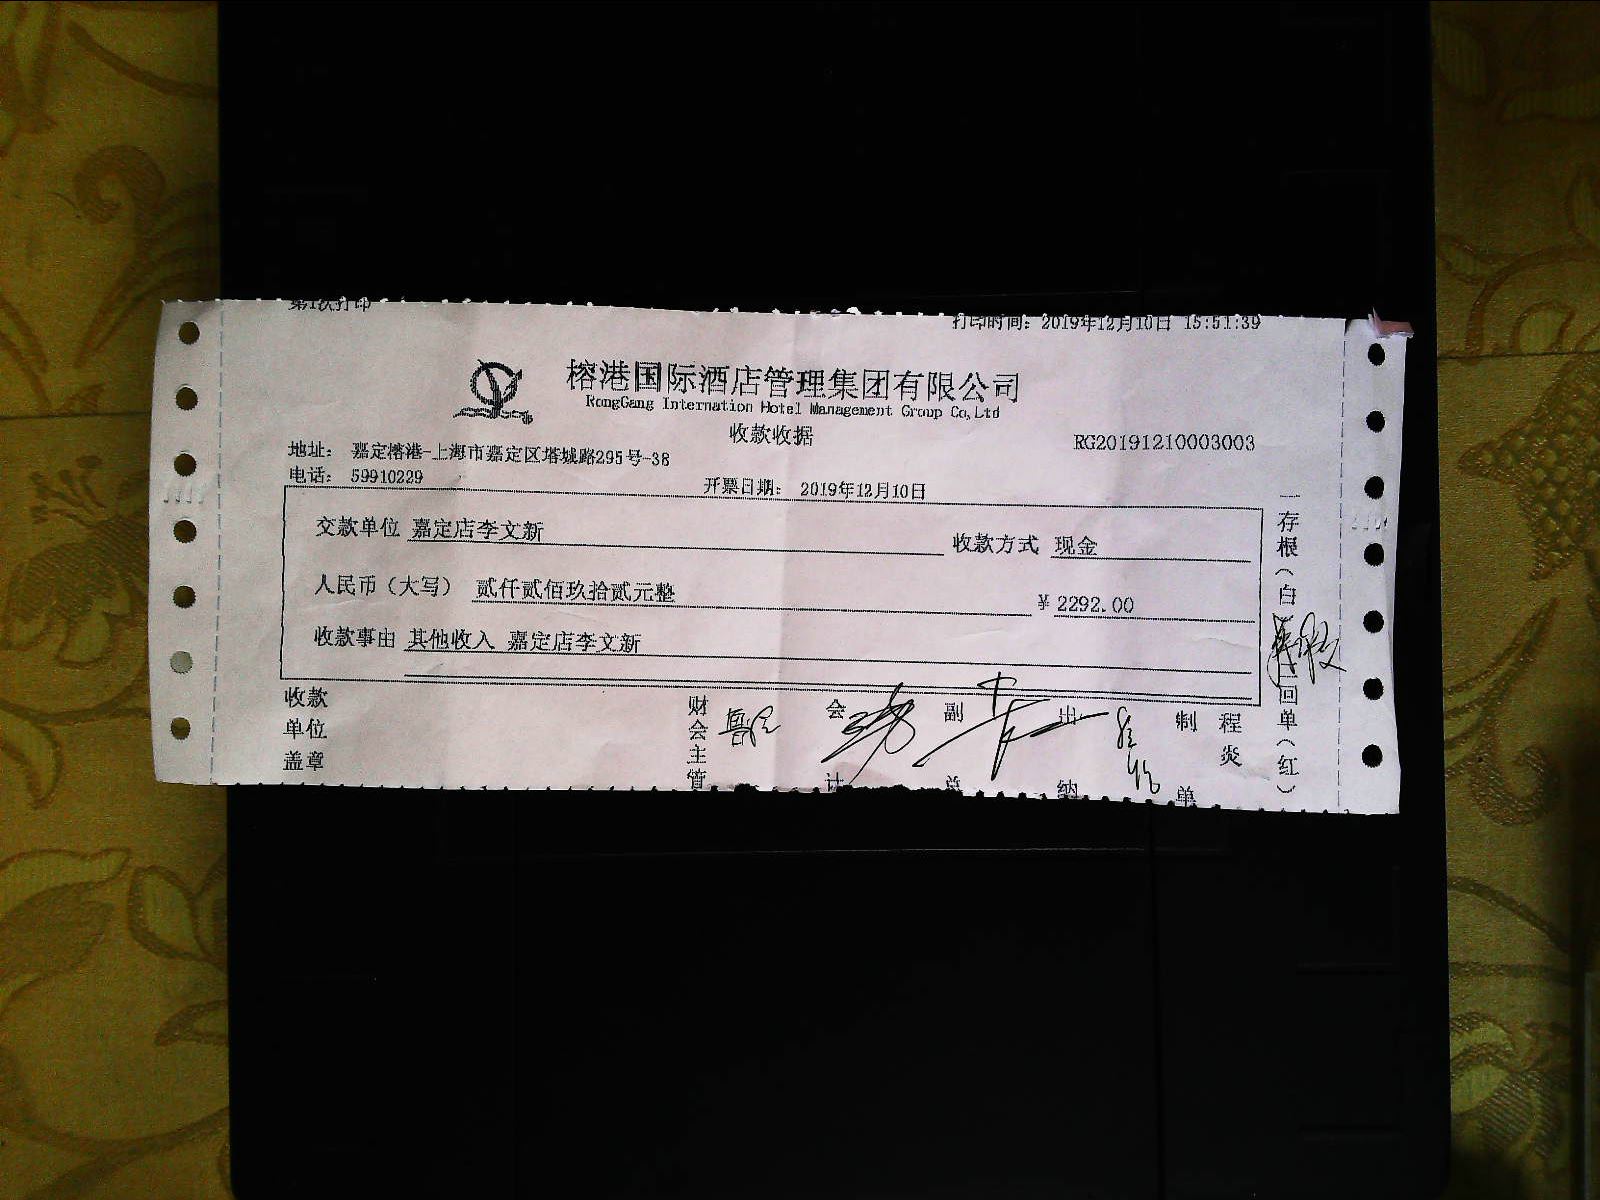 第1次打印
打印时间：2019年12月10日 15:51:39
榕港国际酒店管理集团有限公司
RongGang Internation Hotel Management Group Co,Ltd
收款收据
RG20191210003003
地址： 嘉定榕港-上海市嘉定区塔城路295号-38
电话： 59910229
开票日期： 2019年12月10日
交款单位 嘉定店李文新 收款方式 现金
人民币（大写） 贰仟贰佰玖拾贰元整 ¥ 2292.00
收款事由 其他收入 嘉定店李文新
收款单位盖章
财会主管
会计
副总
出纳
制单
程炎
一存根（白
二回单（红）